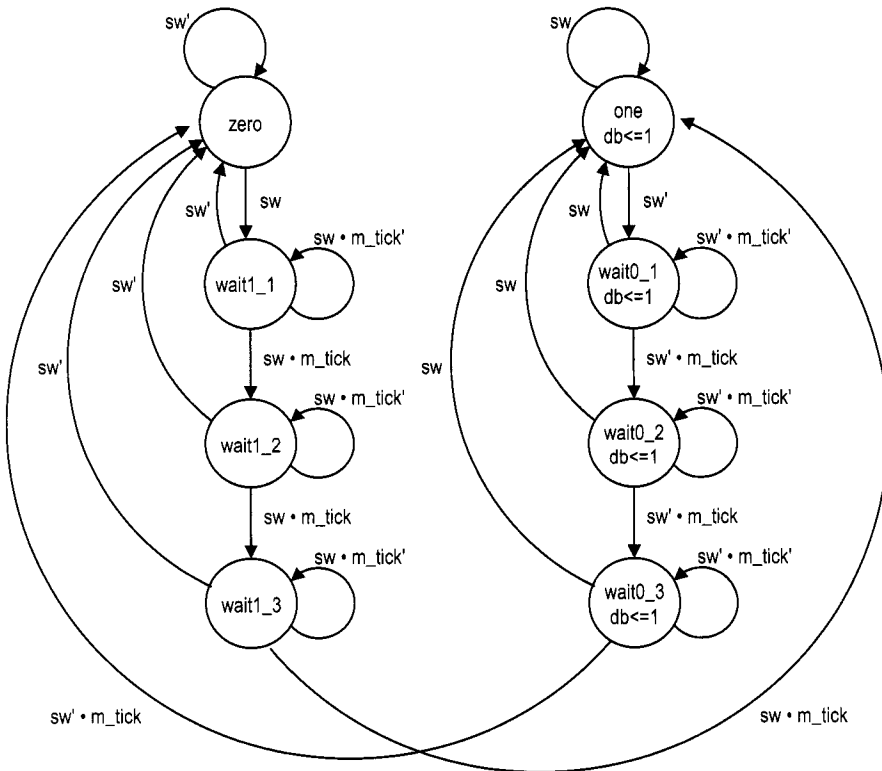 sw'
sw
zero
one
db<=1
sw'
sw
sw
sw'
sw • m_tick'
sw' • m_tick'
wait1_1
wait0_1
db<=1
sw'
sw
sw • m_tick
sw' • m_tick
sw'
sw
sw • m_tick'
sw' • m_tick'
wait1_2
wait0_2
db<=1
sw • m_tick
sw' • m_tick
sw • m_tick'
sw' • m_tick'
wait1_3
wait0_3
db<=1
sw' • m_tick
sw • m_tick